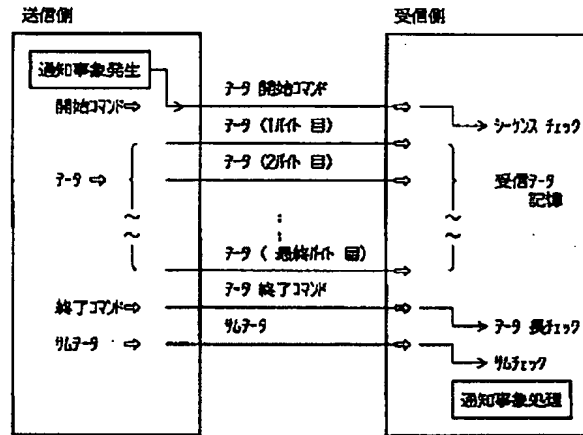 送信側
受信側
通知事象発生
データ 開始コマンド
開始コマンド⇨
シーケンス チェック
データ (1バイト 目)
データ (2バイト 目)
データ ⇨
受信データ
記憶
データ ( 最終バイト 目)
データ 終了コマンド
終了コマンド⇨
データ 長チェック
サムデータ
サムデータ ⇨
サムチェック
通知事象処理